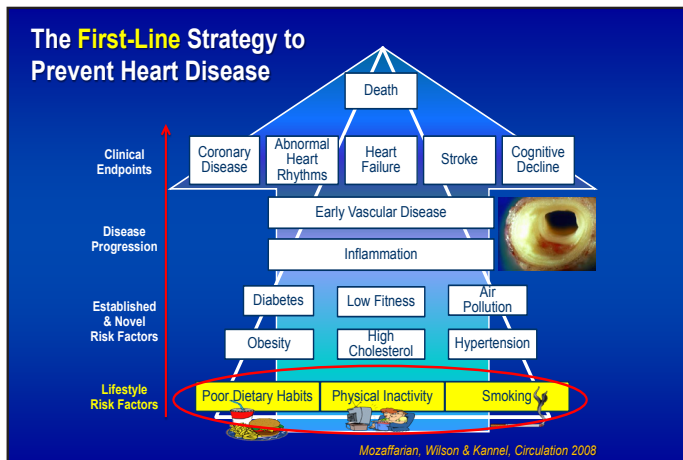 The First-Line Strategy to
Prevent Heart Disease
Death
Clinical
Endpoints
Coronary
Disease
Abnormal
Heart
Rhythms
Heart
Failure
Stroke
Cognitive
Decline
Disease
Progression
Early Vascular Disease
Inflammation
Established
& Novel
Risk Factors
Diabetes
Low Fitness
Air
Pollution
Obesity
High
Cholesterol
Hypertension
Lifestyle
Risk Factors
Poor Dietary Habits
Physical Inactivity
Smoking
Mozaffarian, Wilson & Kannel, Circulation 2008